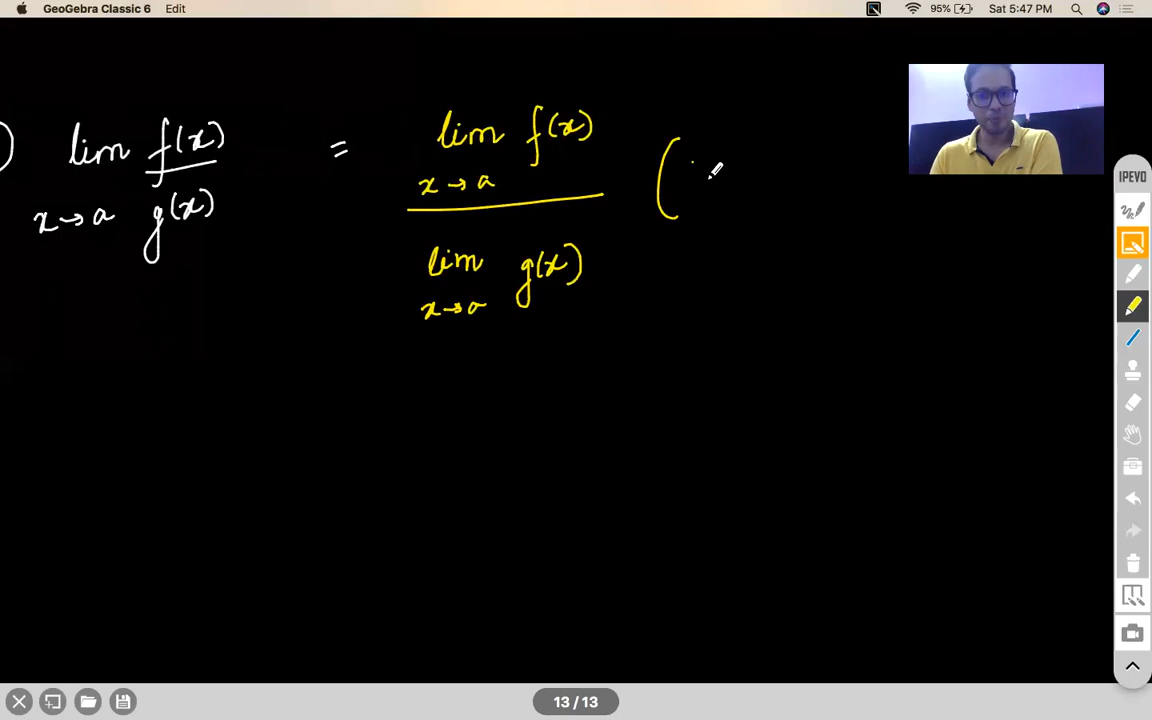 GeoGebra Classic 6 Edit 95% Sat 5:47 PM
) lim f(x) = lim f(x) (
x→a g(x) x→a
lim g(x)
x→a
IPEVO
13 / 13